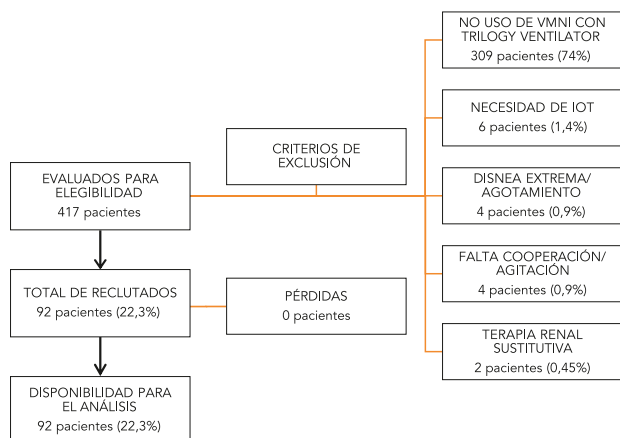 EVALUADOS PARA
ELEGIBILIDAD
417 pacientes
CRITERIOS DE
EXCLUSIÓN
NO USO DE VMNI CON
TRILOGY VENTILATOR
309 pacientes (74%)
NECESIDAD DE IOT
6 pacientes (1,4%)
DISNEA EXTREMA/
AGOTAMIENTO
4 pacientes (0,9%)
FALTA COOPERACIÓN/
AGITACIÓN
4 pacientes (0,9%)
TERAPIA RENAL
SUSTITUTIVA
2 pacientes (0,45%)
TOTAL DE RECLUTADOS
92 pacientes (22,3%)
PÉRDIDAS
0 pacientes
DISPONIBILIDAD PARA
EL ANÁLISIS
92 pacientes (22,3%)